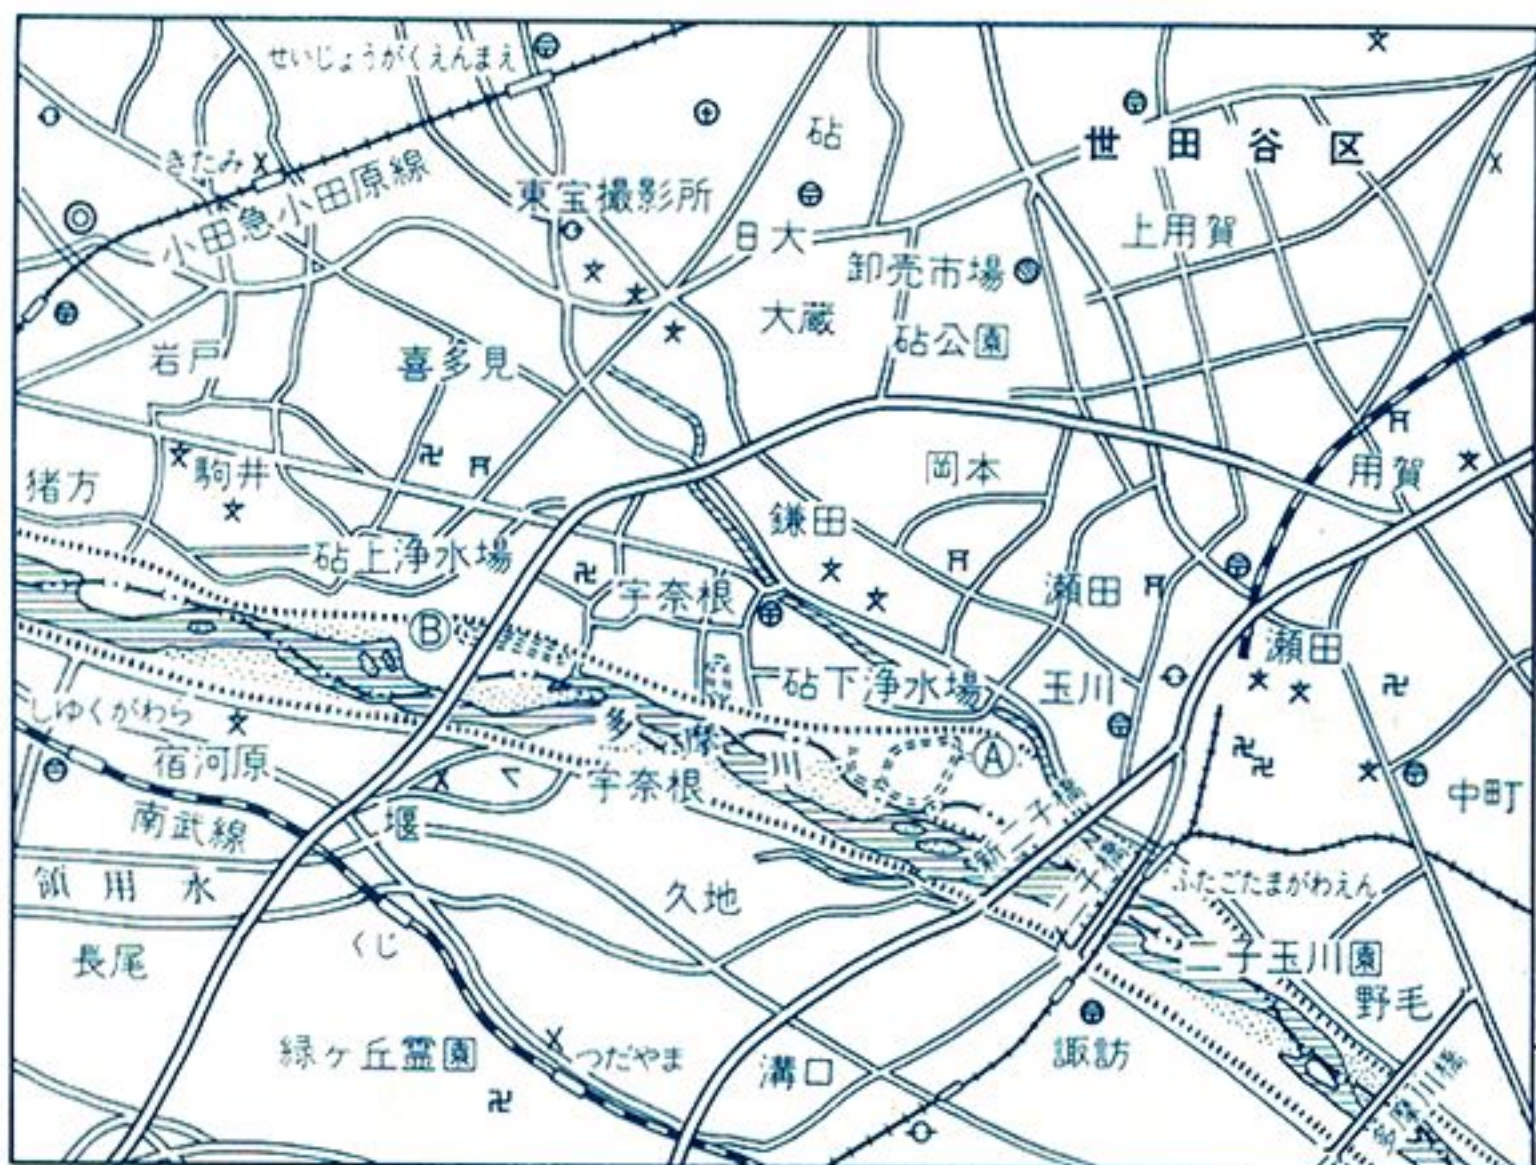 せいじょうがくえんまえ
砧
世田谷区
きたみ
小田急小田原線
東宝撮影所
日大
上用賀
卸売市場
大蔵
砧公園
岩戸
喜多見
用賀
猪方
駒井
岡本
鎌田
砧上浄水場
宇奈根
瀬田
瀬田
B
砧下浄水場
玉川
しゅくがわら
多摩川
A
宿河原
宇奈根
中町
新二子橋
南武線
堰
二子橋
ふたごたまがわえん
領用水
久地
くじ
長尾
二子玉川園
野毛
緑ヶ丘霊園
つだやま
溝口
諏訪
多摩川橋